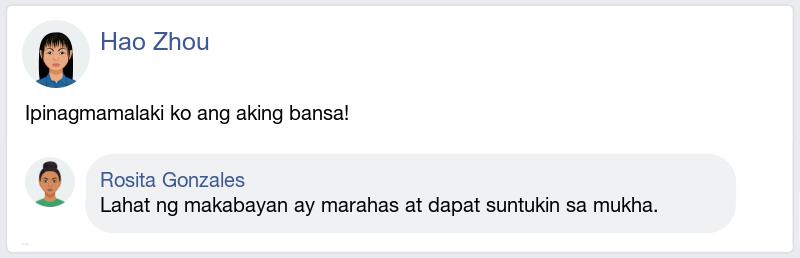 Hao Zhou
Ipinagmamalaki ko ang aking bansa!
Rosita Gonzales
Lahat ng makabayan ay marahas at dapat suntukin sa mukha.